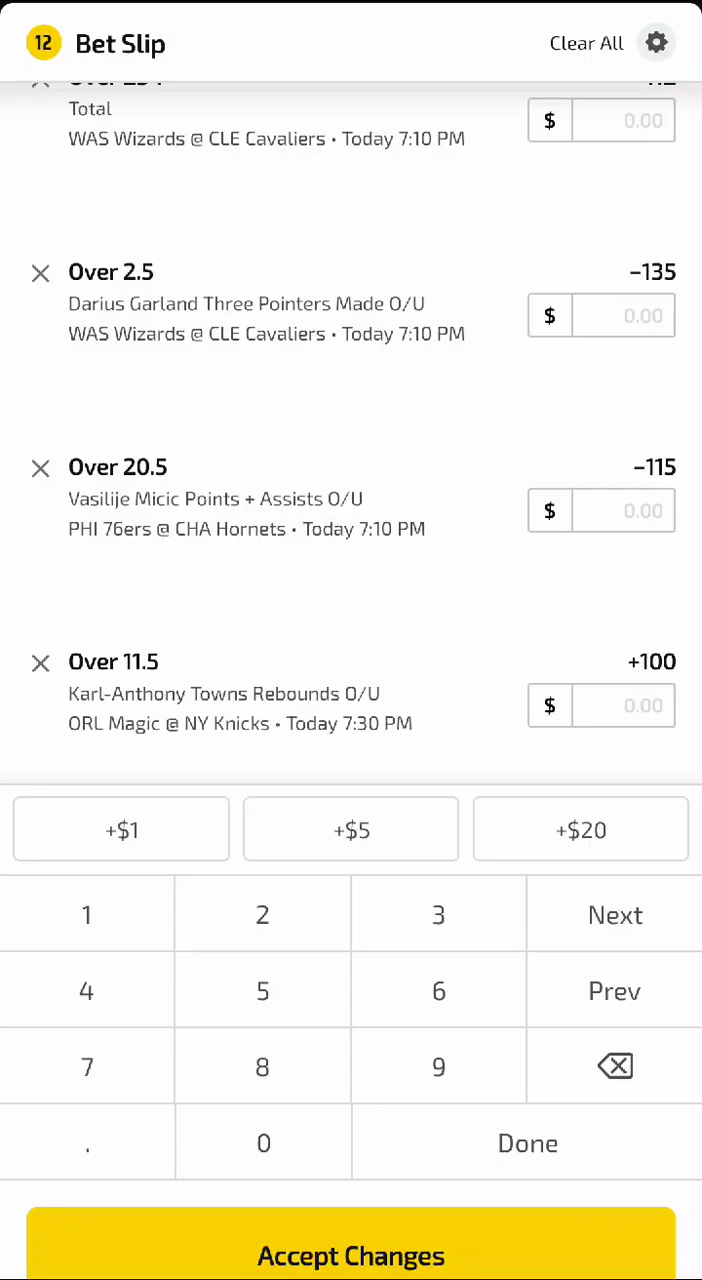 12 Bet Slip Clear All
Total
$ 0.00
WAS Wizards @ CLE Cavaliers • Today 7:10 PM
Over 2.5 −135
Darius Garland Three Pointers Made O/U
$ 0.00
WAS Wizards @ CLE Cavaliers • Today 7:10 PM
Over 20.5 −115
Vasilije Micic Points + Assists O/U
$ 0.00
PHI 76ers @ CHA Hornets • Today 7:10 PM
Over 11.5 +100
Karl-Anthony Towns Rebounds O/U
$ 0.00
ORL Magic @ NY Knicks • Today 7:30 PM
+$1 +$5 +$20
1 2 3 Next
4 5 6 Prev
7 8 9
. 0 Done
Accept Changes